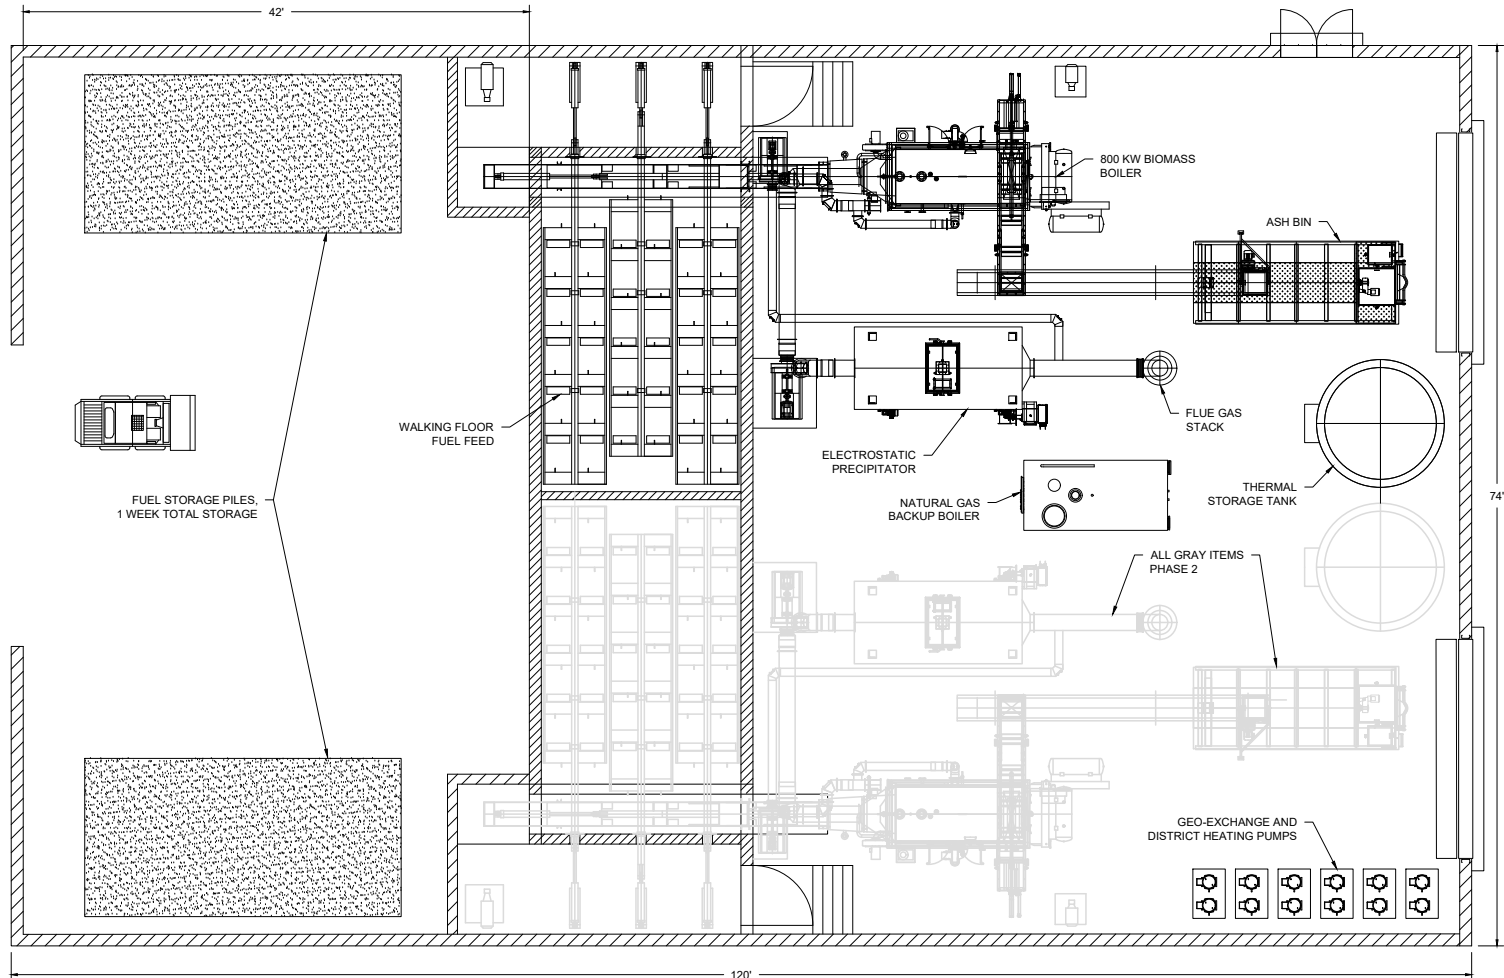 42'
800 KW BIOMASS
BOILER
ASH BIN
WALKING FLOOR
FUEL FEED
FLUE GAS
STACK
ELECTROSTATIC
PRECIPITATOR
THERMAL
STORAGE TANK
NATURAL GAS
BACKUP BOILER
FUEL STORAGE PILES,
1 WEEK TOTAL STORAGE
74'
ALL GRAY ITEMS
PHASE 2
GEO-EXCHANGE AND
DISTRICT HEATING PUMPS
120'